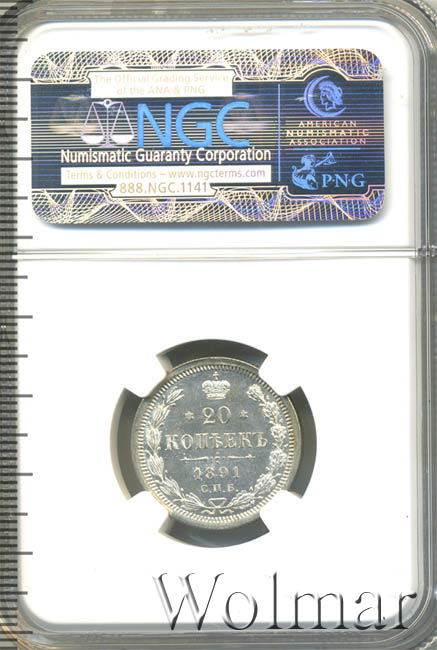 The Official Grading Service
of the ANA & PNG
NGC
Numismatic Guaranty Corporation
Terms & Conditions – www.ngcterms.com
888.NGC.1141
AMERICAN
NUMISMATIC
ASSOCIATION
PNG
20
КОПѢЕКЪ
1891
С.П.Б.
Wolmar